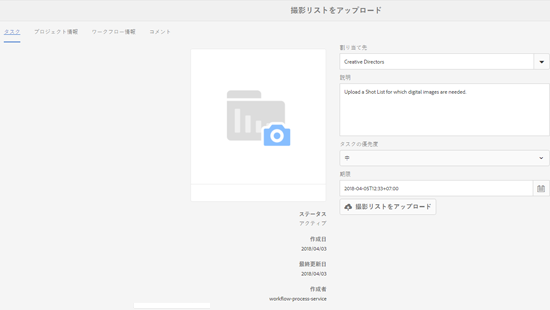 撮影リストをアップロード
タスク プロジェクト情報 ワークフロー情報 コメント
割り当て先
Creative Directors
説明
Upload a Shot List for which digital images are needed.
タスクの優先度
中
期限
2018-04-05T12:33+07:00
撮影リストをアップロード
ステータス
アクティブ
作成日
2018/04/03
最終更新日
2018/04/03
作成者
workflow-process-service